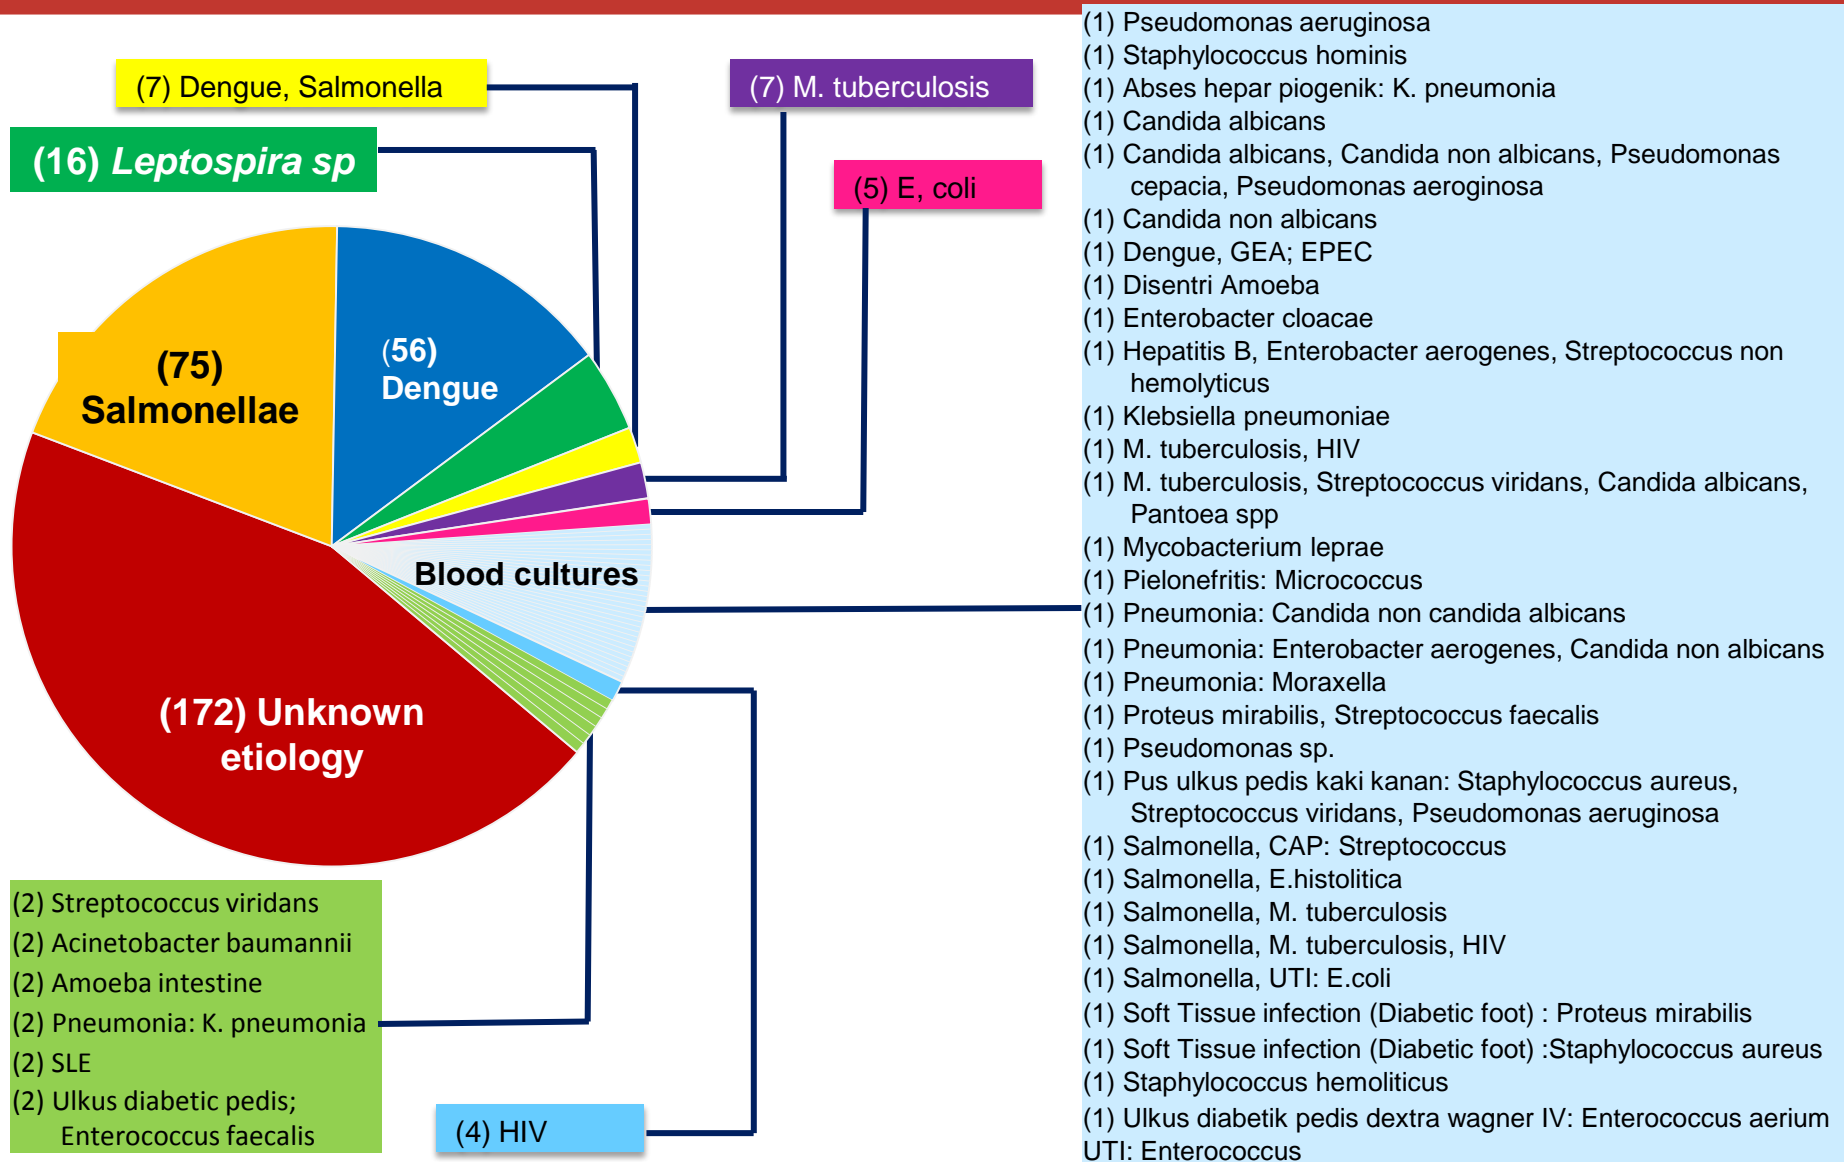 (7) Dengue, Salmonella
(16) Leptospira sp
(7) M. tuberculosis
(5) E, coli
(75)
Salmonellae
(56)
Dengue
Blood cultures
(172) Unknown
etiology
(2) Streptococcus viridans
(2) Acinetobacter baumannii
(2) Amoeba intestine
(2) Pneumonia: K. pneumonia
(2) SLE
(2) Ulkus diabetic pedis;
Enterococcus faecalis
(4) HIV
(1) Pseudomonas aeruginosa
(1) Staphylococcus hominis
(1) Abses hepar piogenik: K. pneumonia
(1) Candida albicans
(1) Candida albicans, Candida non albicans, Pseudomonas
cepacia, Pseudomonas aeroginosa
(1) Candida non albicans
(1) Dengue, GEA; EPEC
(1) Disentri Amoeba
(1) Enterobacter cloacae
(1) Hepatitis B, Enterobacter aerogenes, Streptococcus non
hemolyticus
(1) Klebsiella pneumoniae
(1) M. tuberculosis, HIV
(1) M. tuberculosis, Streptococcus viridans, Candida albicans,
Pantoea spp
(1) Mycobacterium leprae
(1) Pielonefritis: Micrococcus
(1) Pneumonia: Candida non candida albicans
(1) Pneumonia: Enterobacter aerogenes, Candida non albicans
(1) Pneumonia: Moraxella
(1) Proteus mirabilis, Streptococcus faecalis
(1) Pseudomonas sp.
(1) Pus ulkus pedis kaki kanan: Staphylococcus aureus,
Streptococcus viridans, Pseudomonas aeruginosa
(1) Salmonella, CAP: Streptococcus
(1) Salmonella, E.histolitica
(1) Salmonella, M. tuberculosis
(1) Salmonella, M. tuberculosis, HIV
(1) Salmonella, UTI: E.coli
(1) Soft Tissue infection (Diabetic foot) : Proteus mirabilis
(1) Soft Tissue infection (Diabetic foot) :Staphylococcus aureus
(1) Staphylococcus hemoliticus
(1) Ulkus diabetik pedis dextra wagner IV: Enterococcus aerium
UTI: Enterococcus